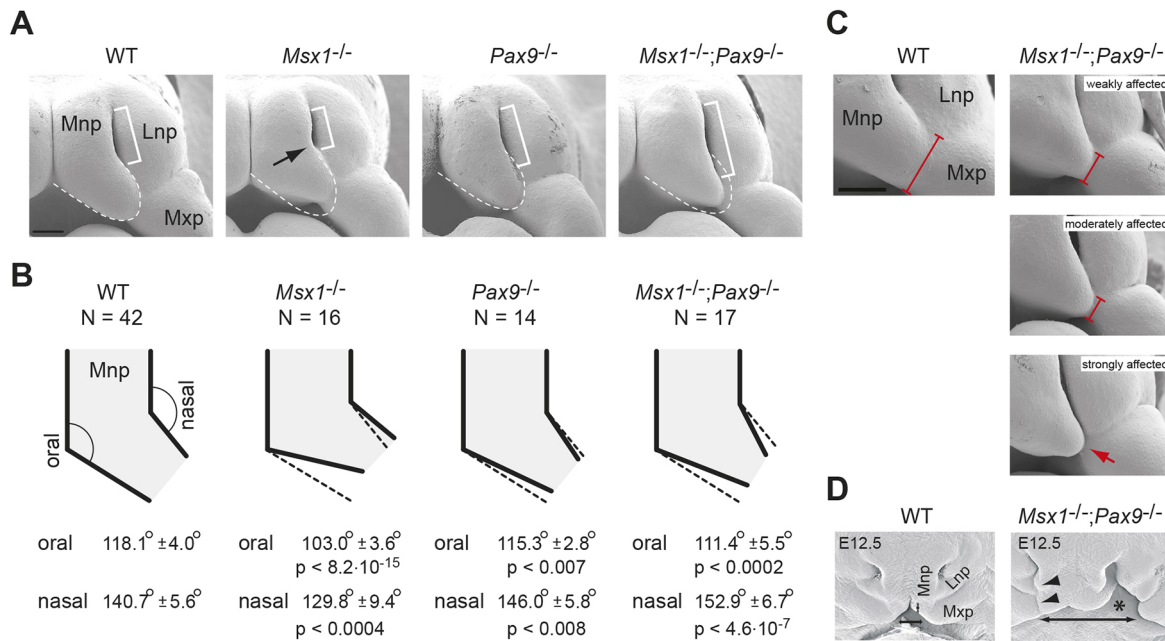 A
WT
Msx1-/-
Pax9-/-
Msx1-/-;Pax9-/-
Mnp
Lnp
Mxp
B
WT
N = 42
Msx1-/-
N = 16
Pax9-/-
N = 14
Msx1-/-;Pax9-/-
N = 17
Mnp
nasal
oral
oral 118.1° ±4.0°
nasal 140.7° ±5.6°
oral 103.0° ±3.6°
p < 8.2·10-15
nasal 129.8° ±9.4°
p < 0.0004
oral 115.3° ±2.8°
p < 0.007
nasal 146.0° ±5.8°
p < 0.008
oral 111.4° ±5.5°
p < 0.0002
nasal 152.9° ±6.7°
p < 4.6·10-7
C
WT
Msx1-/-;Pax9-/-
Mnp
Lnp
Mxp
weakly affected
moderately affected
strongly affected
D
WT
Msx1-/-;Pax9-/-
E12.5
Mnp
Lnp
Mxp
E12.5
*